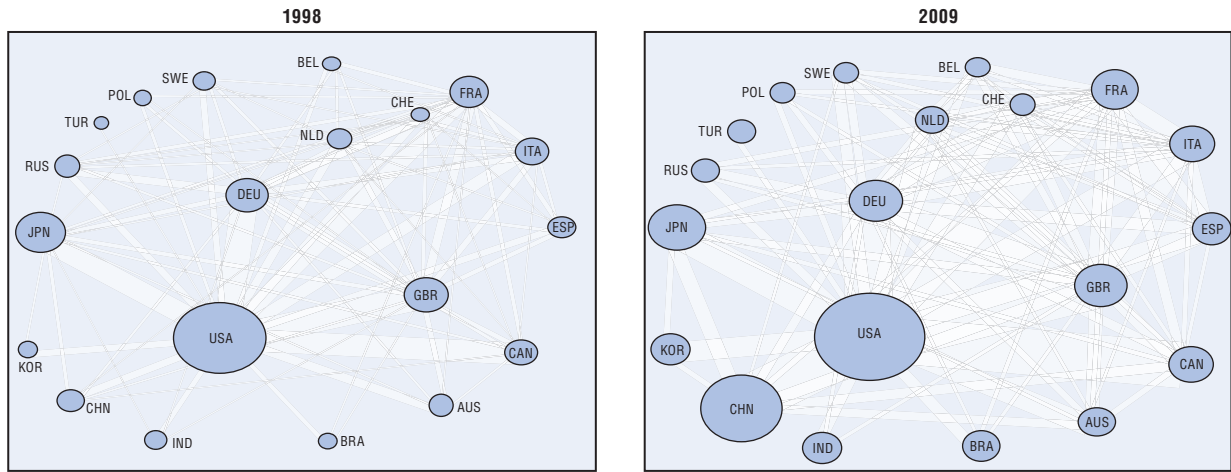 1998
BEL
SWE
FRA
POL
CHE
TUR
NLD
ITA
RUS
DEU
ESP
JPN
GBR
USA
CAN
KOR
CHN
AUS
IND
BRA
2009
BEL
SWE
FRA
POL
CHE
NLD
TUR
ITA
RUS
DEU
JPN
ESP
GBR
USA
KOR
CAN
CHN
AUS
IND
BRA